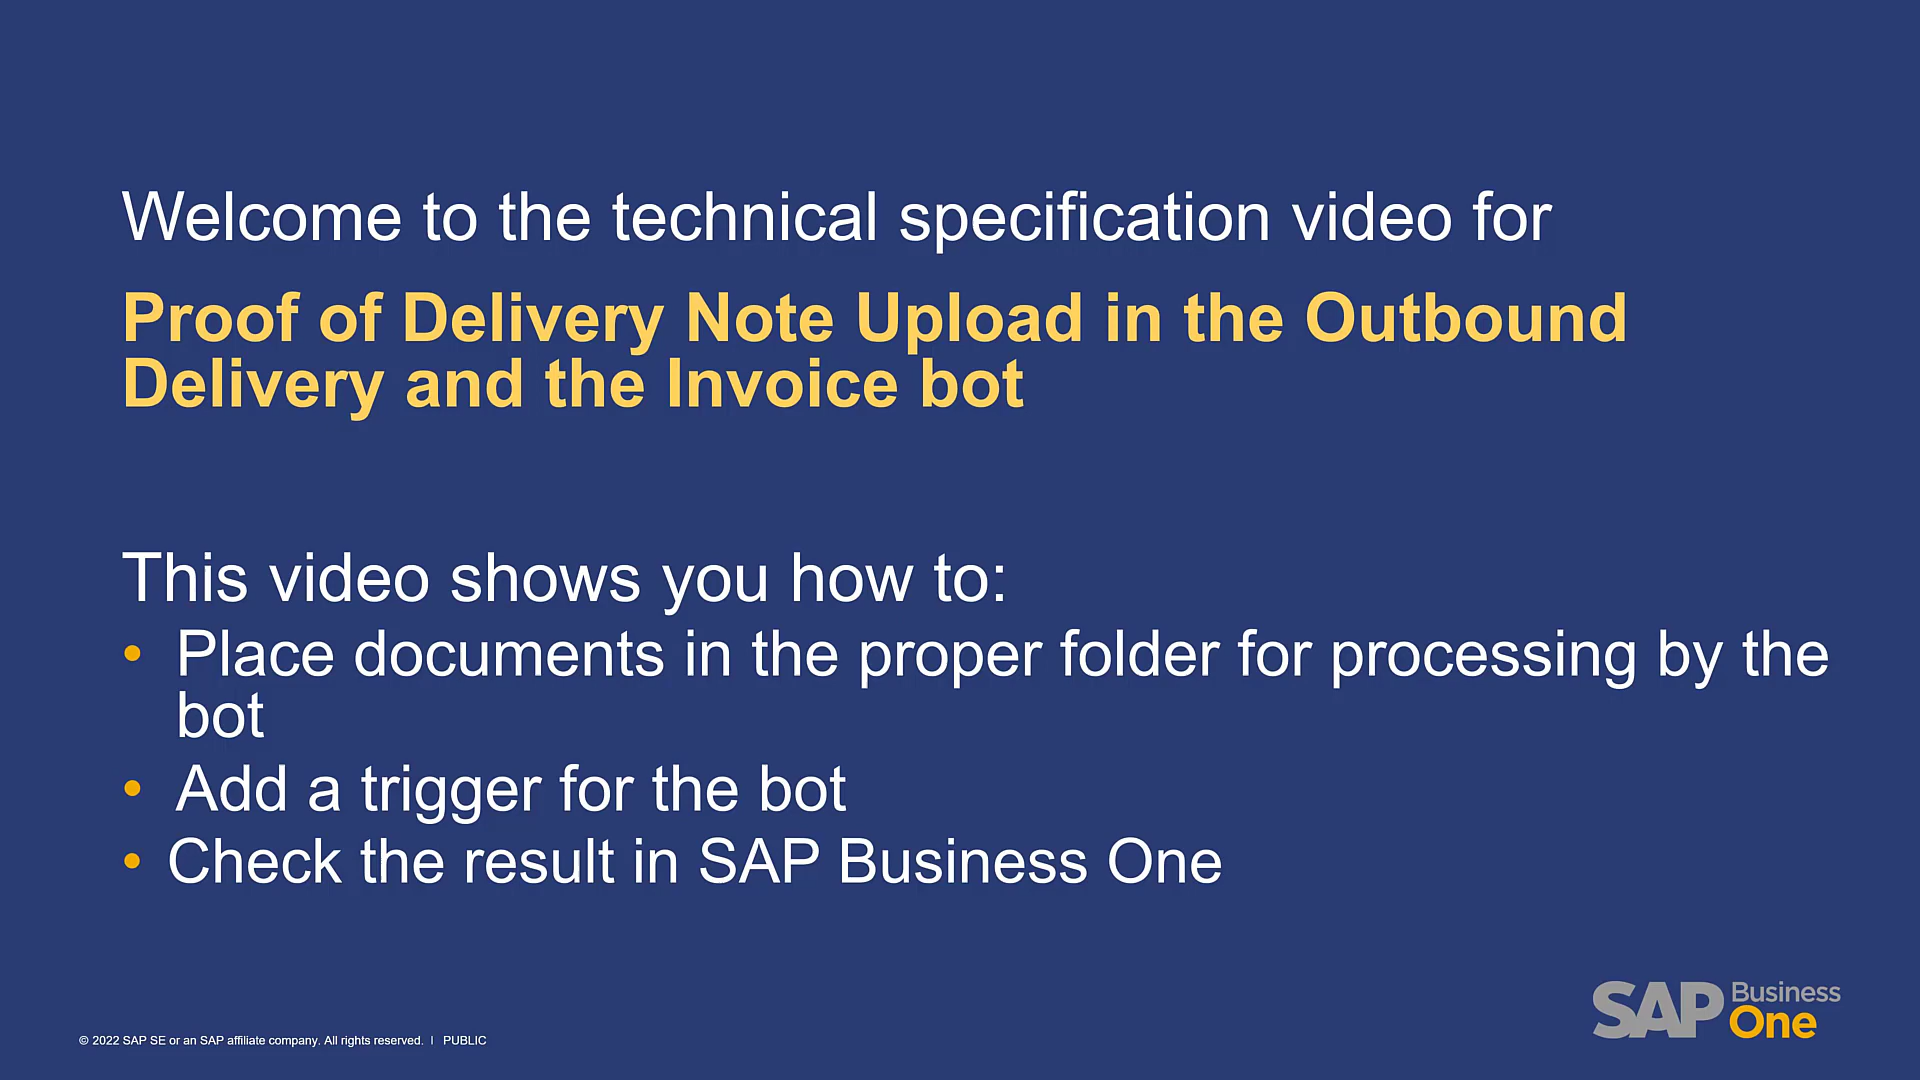 Welcome to the technical specification video for
Proof of Delivery Note Upload in the Outbound
Delivery and the Invoice bot
This video shows you how to:
• Place documents in the proper folder for processing by the
bot
• Add a trigger for the bot
• Check the result in SAP Business One
SAP Business
One
© 2022 SAP SE or an SAP affiliate company. All rights reserved. | PUBLIC